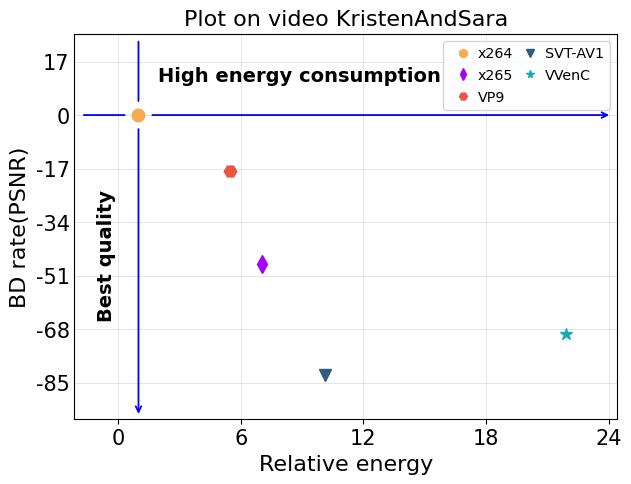 Plot on video KristenAndSara
x264
x265
VP9
SVT-AV1
VVenC
High energy consumption
Best quality
BD rate(PSNR)
17
0
-17
-34
-51
-68
-85
0 6 12 18 24
Relative energy